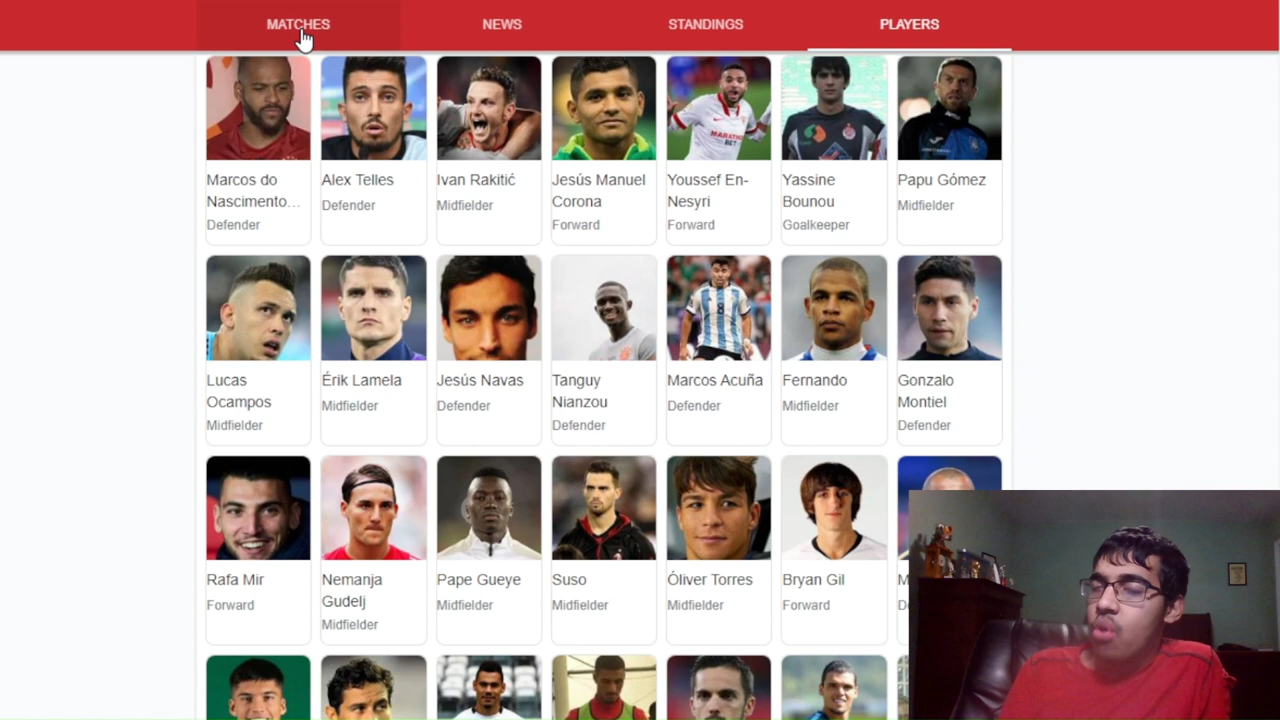 MATCHES NEWS STANDINGS PLAYERS
Marcos do Nascimento...
Defender
Alex Telles
Defender
Ivan Rakitić
Midfielder
Jesús Manuel Corona
Forward
Youssef En-Nesyri
Forward
Yassine Bounou
Goalkeeper
Papu Gómez
Midfielder
MARATHON BET
Lucas Ocampos
Midfielder
Érik Lamela
Midfielder
Jesús Navas
Defender
Tanguy Nianzou
Defender
Marcos Acuña
Defender
8
Fernando
Midfielder
Gonzalo Montiel
Defender
Rafa Mir
Forward
Nemanja Gudelj
Midfielder
Pape Gueye
Midfielder
Suso
Midfielder
Óliver Torres
Midfielder
Bryan Gil
Forward